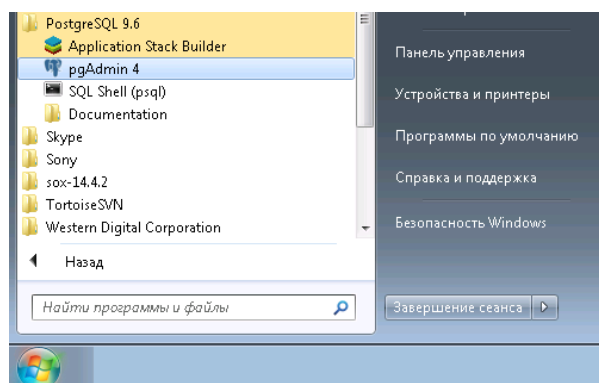 PostgreSQL 9.6
Application Stack Builder
pgAdmin 4
SQL Shell (psql)
Documentation
Skype
Sony
sox-14.4.2
TortoiseSVN
Western Digital Corporation
Назад
Найти программы и файлы
Панель управления
Устройства и принтеры
Программы по умолчанию
Справка и поддержка
Безопасность Windows
Завершение сеанса